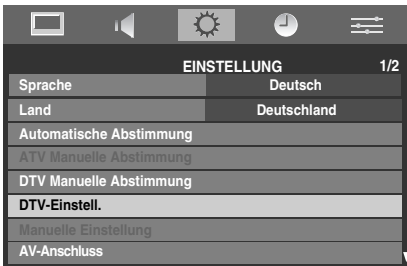 EINSTELLUNG 1/2
Sprache Deutsch
Land Deutschland
Automatische Abstimmung
ATV Manuelle Abstimmung
DTV Manuelle Abstimmung
DTV-Einstell.
Manuelle Einstellung
AV-Anschluss